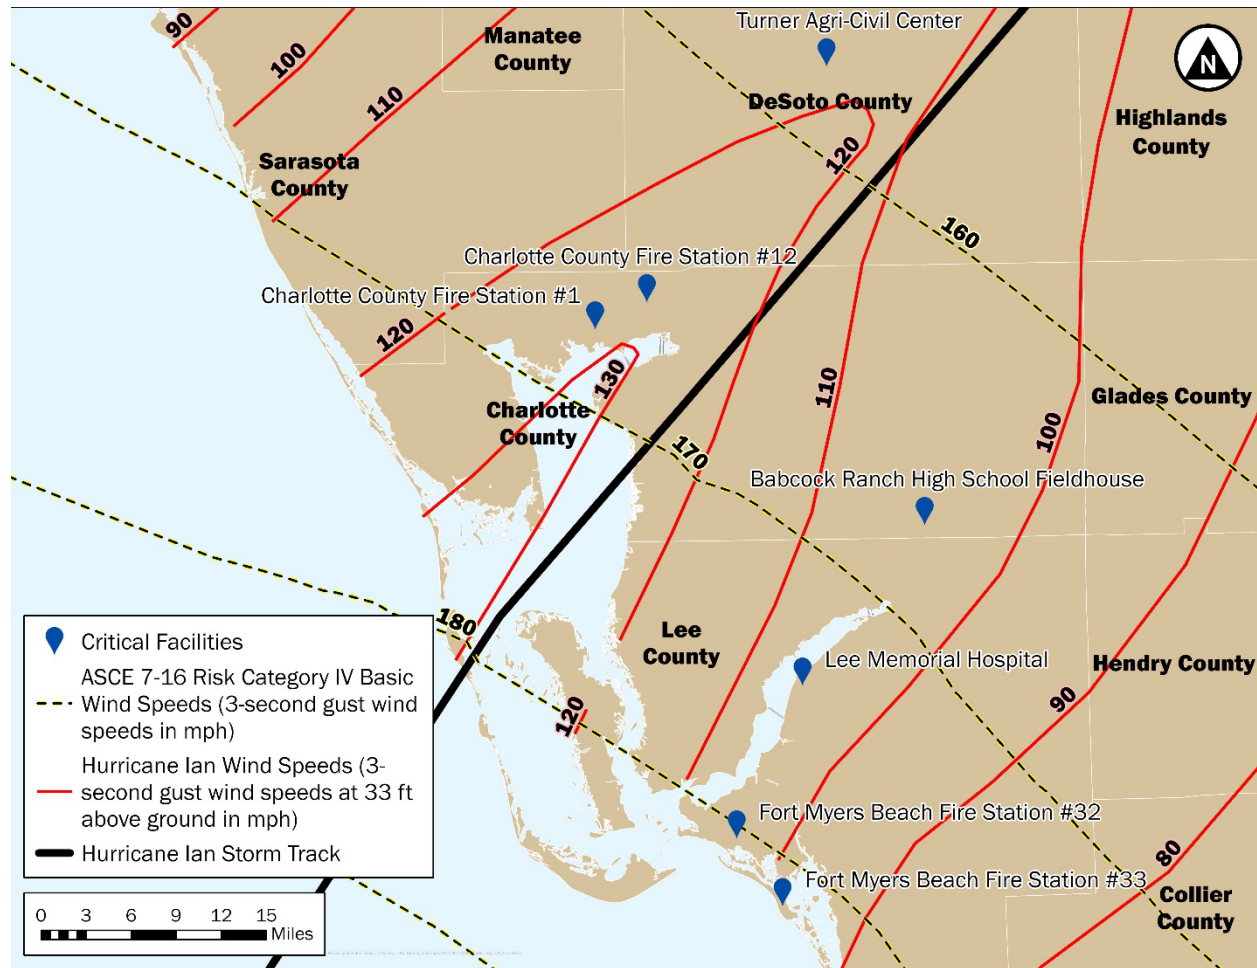 Turner Agri-Civil Center
90
Manatee
County
N
100
110
DeSoto County
Highlands
County
120
Sarasota
County
160
Charlotte County Fire Station #12
Charlotte County Fire Station #1
120
130
110
Glades County
Charlotte
County
100
170
Babcock Ranch High School Fieldhouse
180
Lee
County
Lee Memorial Hospital
Hendry County
90
120
Fort Myers Beach Fire Station #32
80
Fort Myers Beach Fire Station #33
Collier
County
Critical Facilities
ASCE 7-16 Risk Category IV Basic
Wind Speeds (3-second gust wind
speeds in mph)
Hurricane Ian Wind Speeds (3-
second gust wind speeds at 33 ft
above ground in mph)
Hurricane Ian Storm Track
0 3 6 9 12 15
Miles